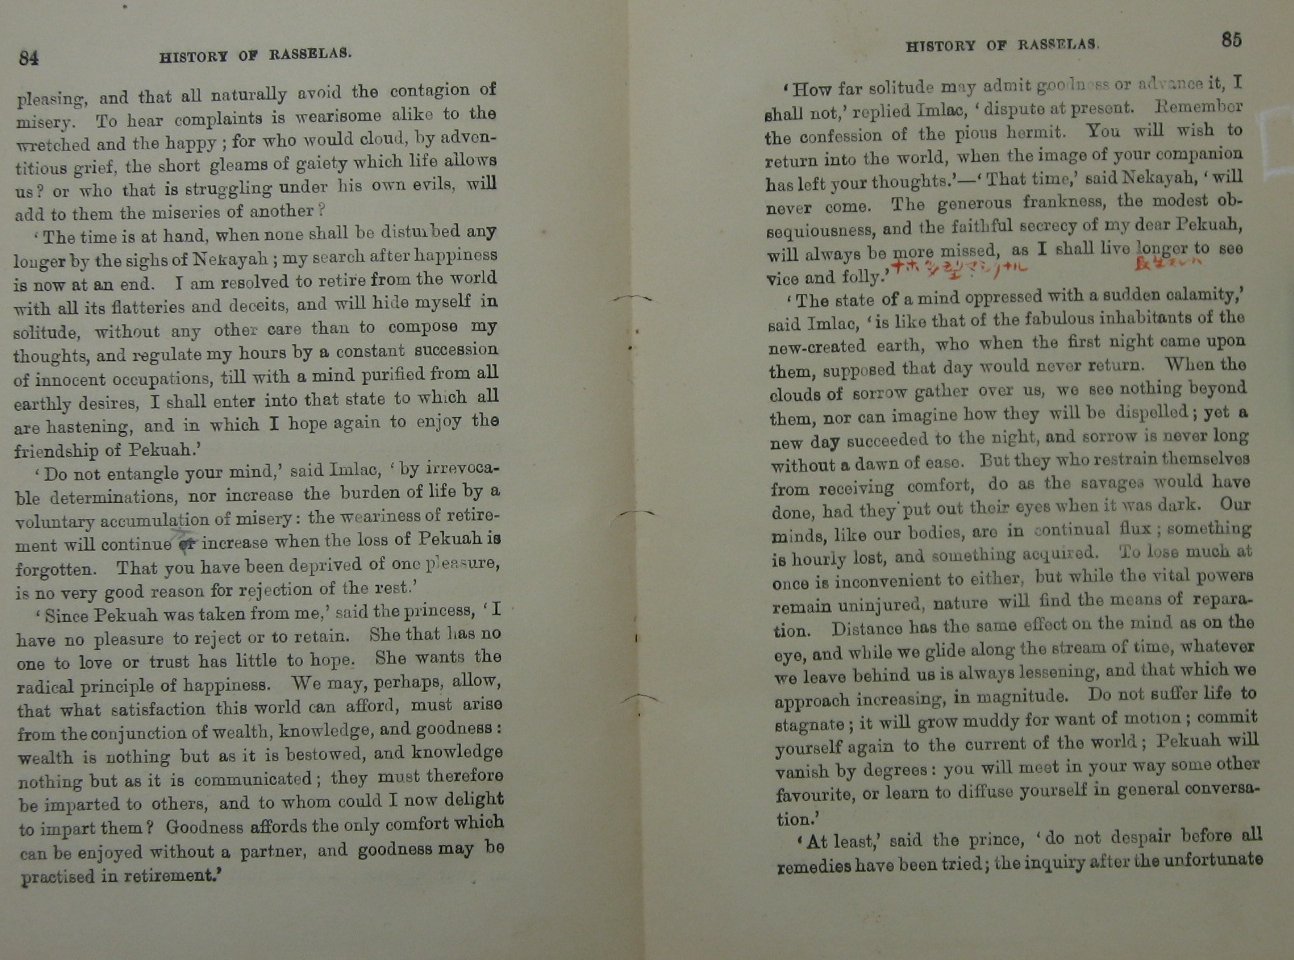 84
HISTORY OF RASSELAS.
pleasing, and that all naturally avoid the contagion of
misery. To hear complaints is wearisome alike to the
wretched and the happy ; for who would cloud, by adven-
titious grief, the short gleams of gaiety which life allows
us? or who that is struggling under his own evils, will
add to them the miseries of another?
‘The time is at hand, when none shall be disturbed any
longer by the sighs of Nekayah ; my search after happiness
is now at an end. I am resolved to retire from the world
with all its flatteries and deceits, and will hide myself in
solitude, without any other care than to compose my
thoughts, and regulate my hours by a constant succession
of innocent occupations, till with a mind purified from all
earthly desires, I shall enter into that state to which all
are hastening, and in which I hope again to enjoy the
friendship of Pekuah.’
‘Do not entangle your mind,’ said Imlac, ‘by irrevoca-
ble determinations, nor increase the burden of life by a
voluntary accumulation of misery: the weariness of retire-
ment will continue or increase when the loss of Pekuah is
forgotten. That you have been deprived of one pleasure,
is no very good reason for rejection of the rest.’
‘Since Pekuah was taken from me,’ said the princess, ‘I
have no pleasure to reject or to retain. She that has no
one to love or trust has little to hope. She wants the
radical principle of happiness. We may, perhaps, allow,
that what satisfaction this world can afford, must arise
from the conjunction of wealth, knowledge, and goodness:
wealth is nothing but as it is bestowed, and knowledge
nothing but as it is communicated ; they must therefore
be imparted to others, and to whom could I now delight
to impart them? Goodness affords the only comfort which
can be enjoyed without a partner, and goodness may be
practised in retirement.’
HISTORY OF RASSELAS.
85
‘How far solitude may admit goodness or advance it, I
shall not,’ replied Imlac, ‘dispute at present. Remember
the confession of the pious hermit. You will wish to
return into the world, when the image of your companion
has left your thoughts.’—‘That time,’ said Nekayah, ‘will
never come. The generous frankness, the modest ob-
sequiousness, and the faithful secrecy of my dear Pekuah,
will always be more missed, as I shall live longer to see
vice and folly.’
‘The state of a mind oppressed with a sudden calamity,’
said Imlac, ‘is like that of the fabulous inhabitants of the
new-created earth, who when the first night came upon
them, supposed that day would never return. When the
clouds of sorrow gather over us, we see nothing beyond
them, nor can imagine how they will be dispelled; yet a
new day succeeded to the night, and sorrow is never long
without a dawn of ease. But they who restrain themselves
from receiving comfort, do as the savages would have
done, had they put out their eyes when it was dark. Our
minds, like our bodies, are in continual flux ; something
is hourly lost, and something acquired. To lose much at
once is inconvenient to either, but while the vital powers
remain uninjured, nature will find the means of repara-
tion. Distance has the same effect on the mind as on the
eye, and while we glide along the stream of time, whatever
we leave behind us is always lessening, and that which we
approach increasing, in magnitude. Do not suffer life to
stagnate ; it will grow muddy for want of motion ; commit
yourself again to the current of the world ; Pekuah will
vanish by degrees: you will meet in your way some other
favourite, or learn to diffuse yourself in general conversa-
tion.’
‘At least,’ said the prince, ‘do not despair before all
remedies have been tried; the inquiry after the unfortunate